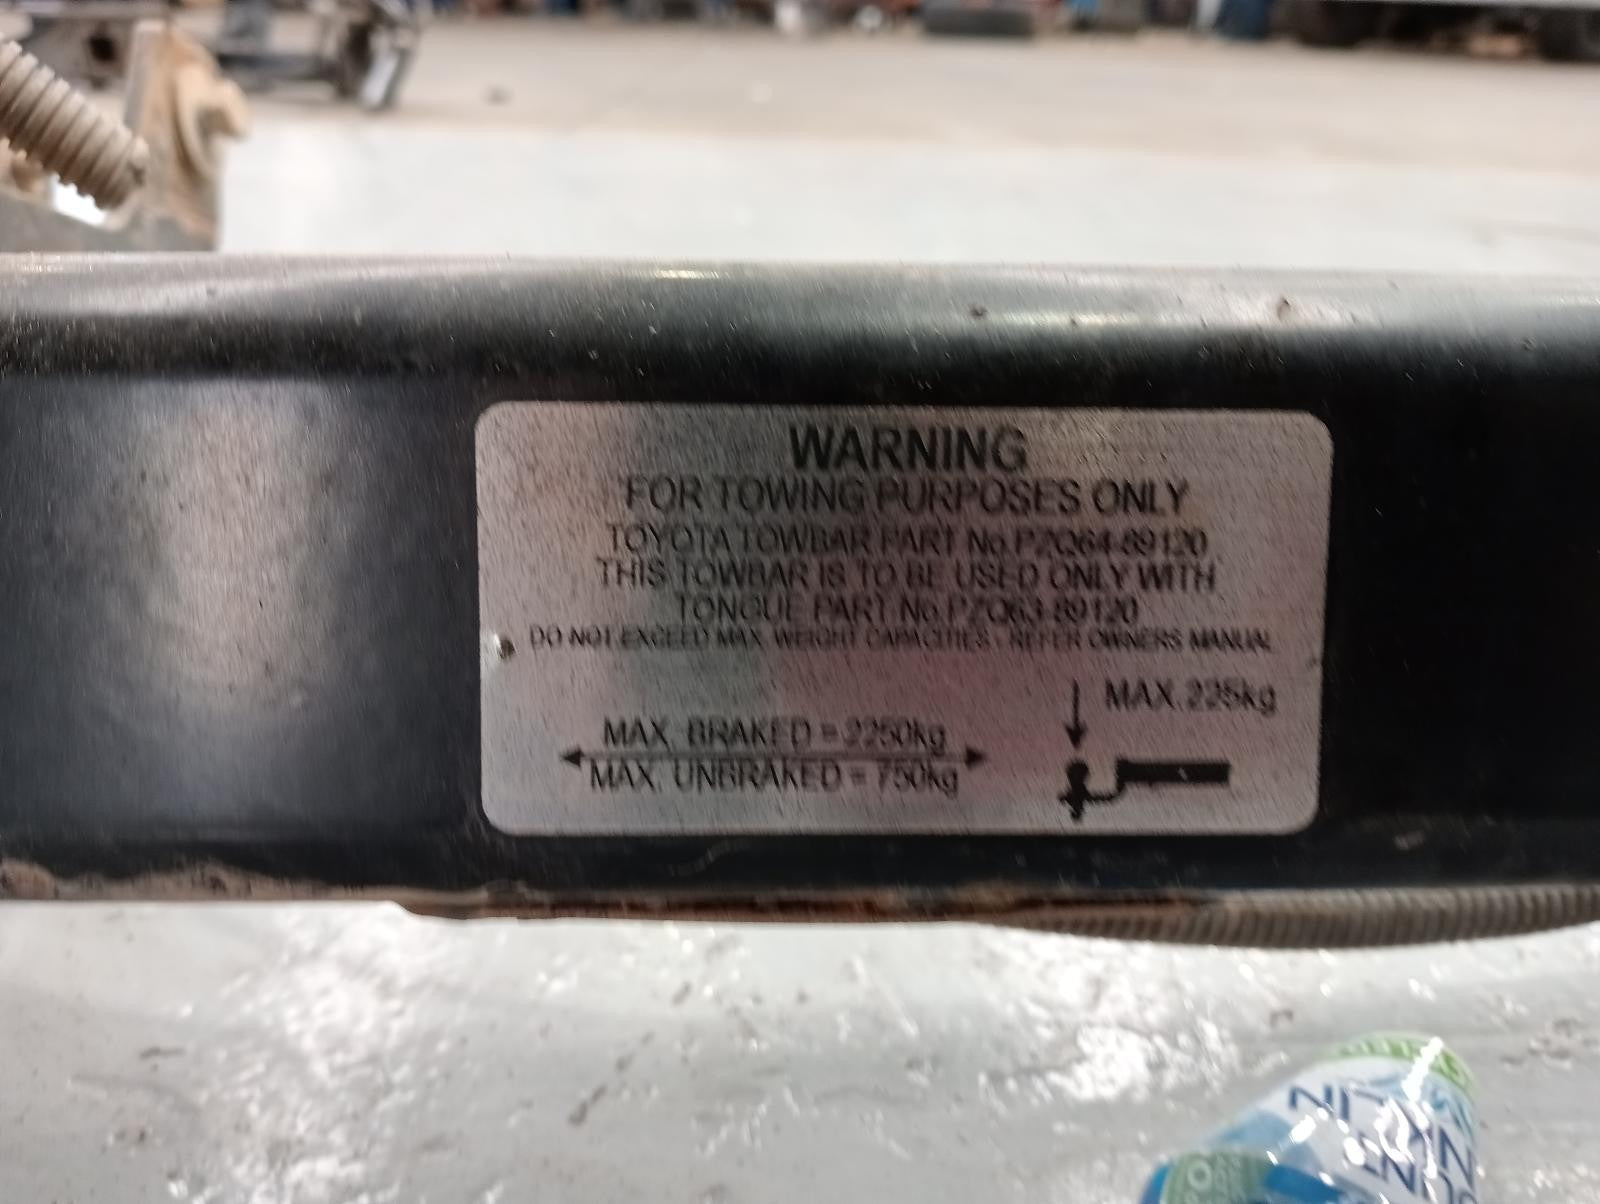 WARNING
FOR TOWING PURPOSES ONLY
TOYOTA TOWBAR PART No.PZQ64-89120
THIS TOWBAR IS TO BE USED ONLY WITH
TONGUE PART No.PZQ63-89120
DO NOT EXCEED MAX. WEIGHT CAPACITIES - REFER OWNERS MANUAL
MAX. 225kg
MAX. BRAKED = 2250kg
MAX. UNBRAKED = 750kg